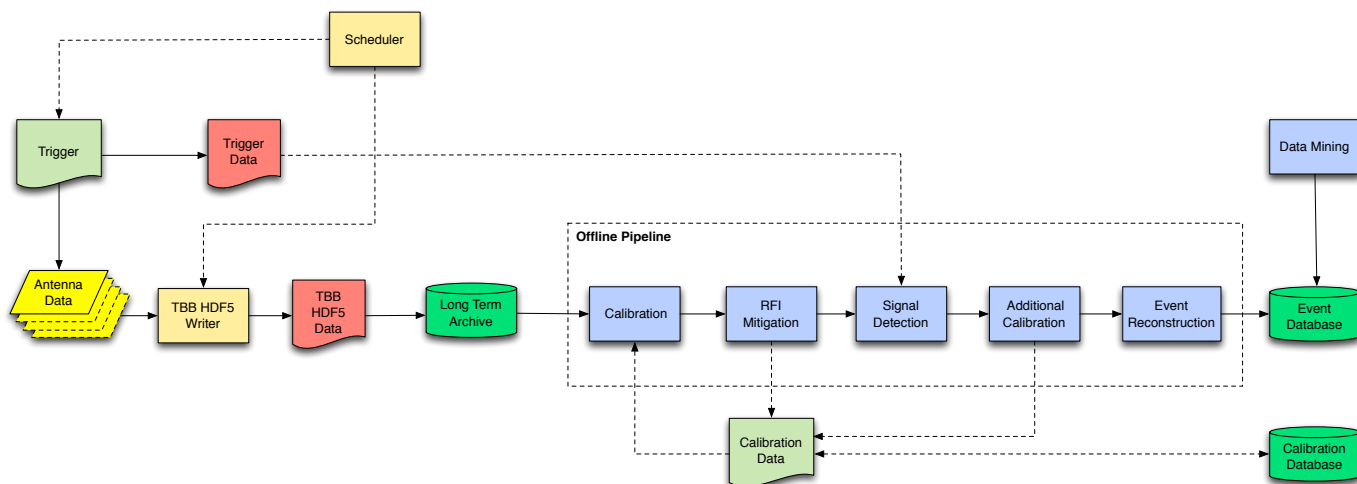 Scheduler
Trigger
Trigger
Data
Data Mining
Offline Pipeline
Antenna
Data
TBB HDF5
Writer
TBB
HDF5
Data
Long Term
Archive
Calibration
RFI
Mitigation
Signal
Detection
Additional
Calibration
Event
Reconstruction
Event
Database
Calibration
Data
Calibration
Database